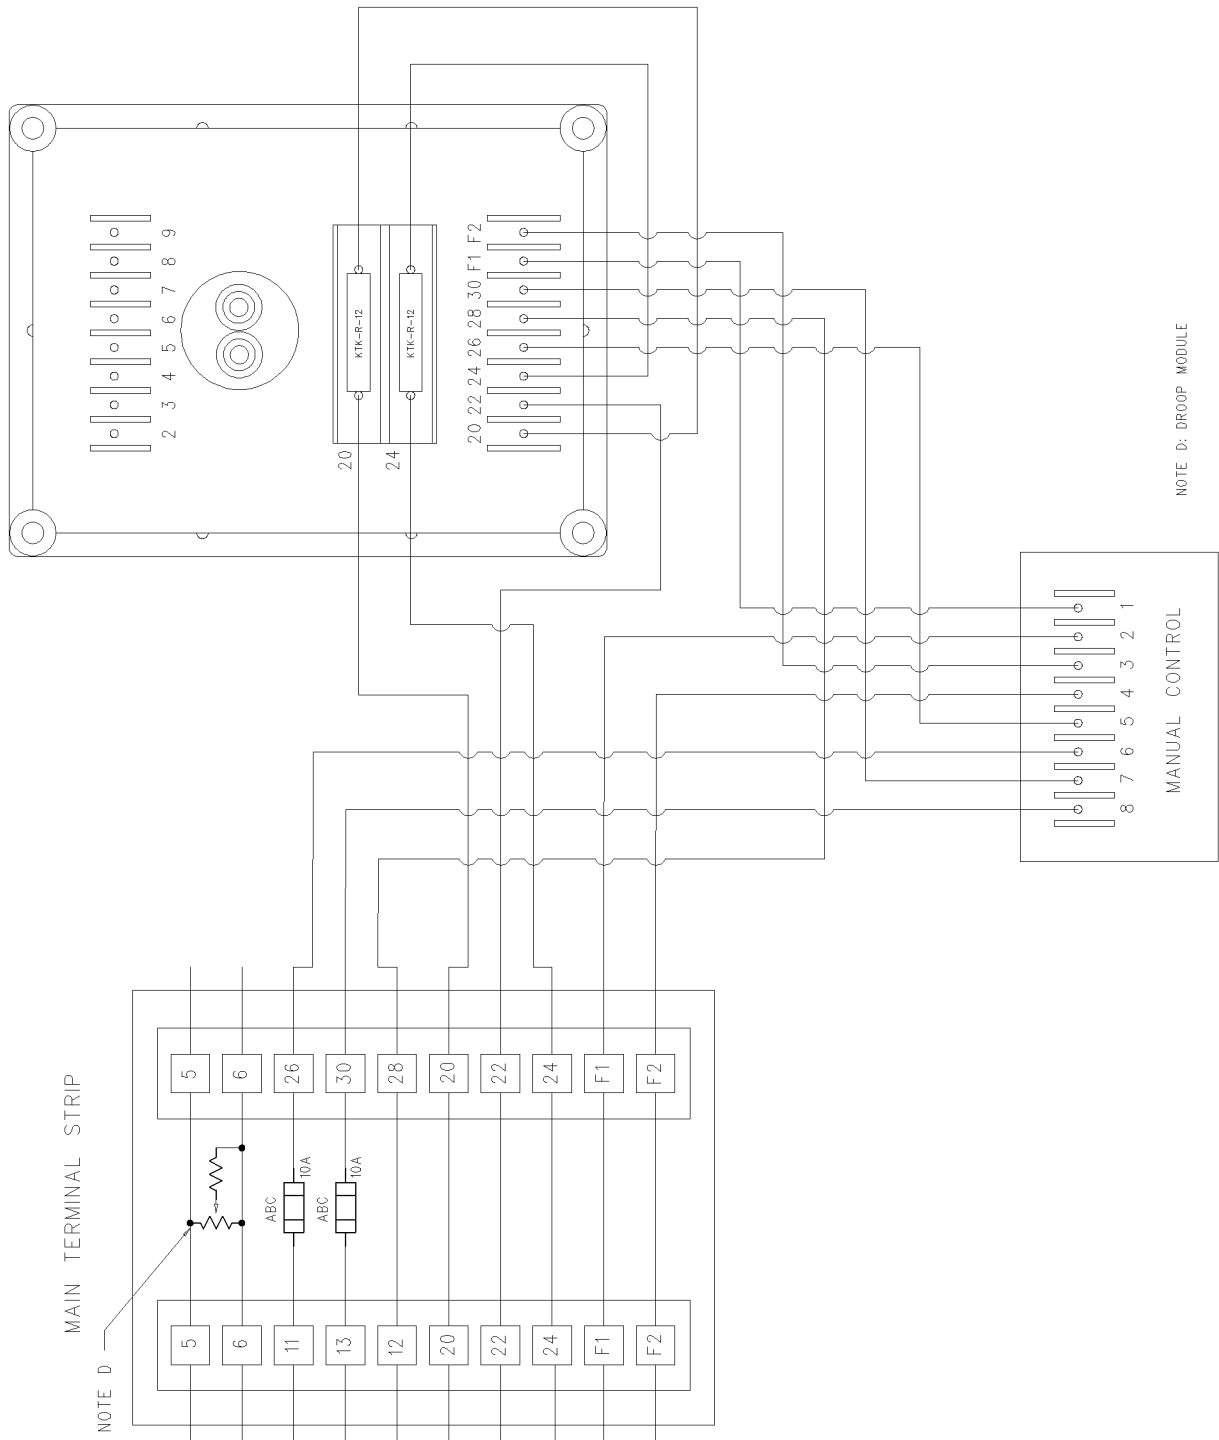 9
8
7
6
5
4
3
2
KTK-R-12
KTK-R-12
20
24
F2
F1
30
28
26
24
22
20
NOTE D: DROOP MODULE
1
2
3
4
5
6
7
8
MANUAL CONTROL
MAIN TERMINAL STRIP
5
6
26
30
28
20
22
24
F1
F2
10A
10A
ABC
ABC
NOTE D
5
6
11
13
12
20
22
24
F1
F2